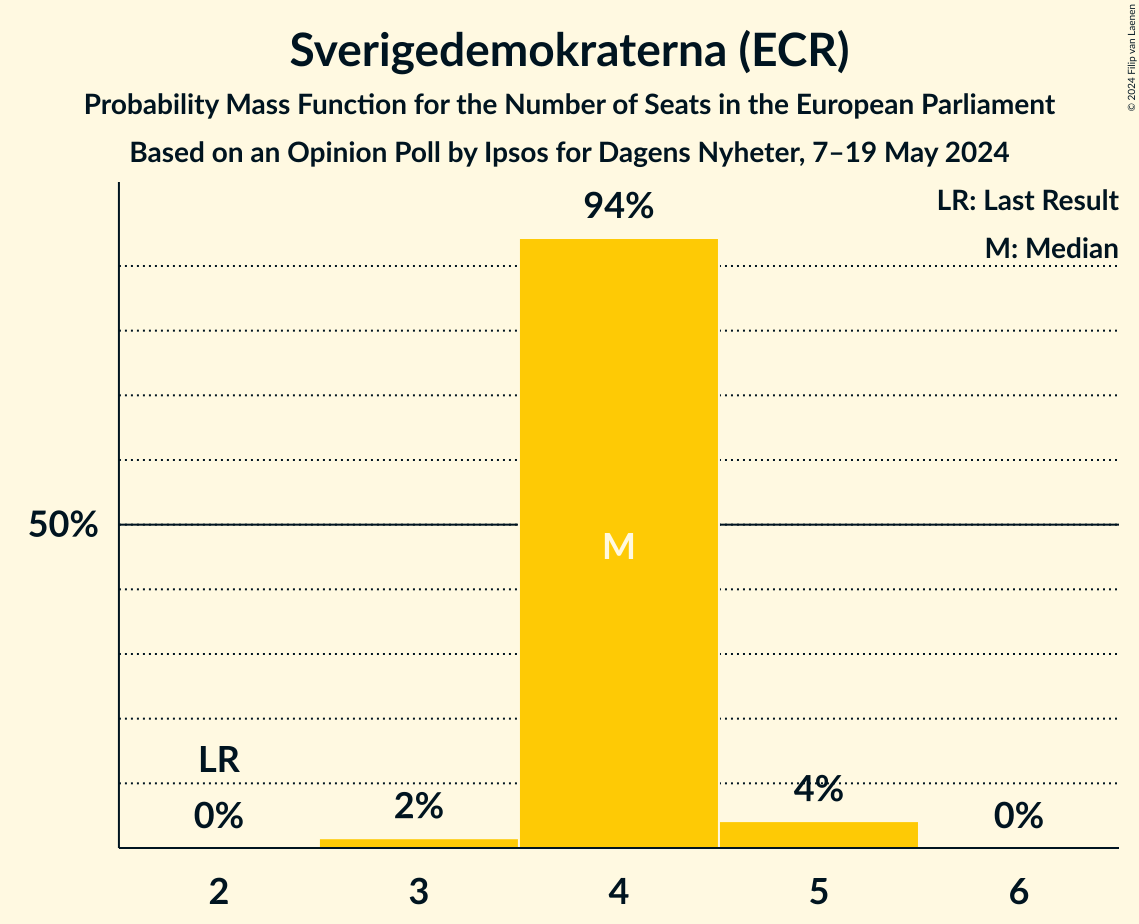 Sverigedemokraterna (ECR)
Probability Mass Function for the Number of Seats in the European Parliament
Based on an Opinion Poll by Ipsos for Dagens Nyheter, 7–19 May 2024
© 2024 Filip van Laenen
LR: Last Result
M: Median
94%
50%
M
LR
0%
2%
4%
0%
2
3
4
5
6